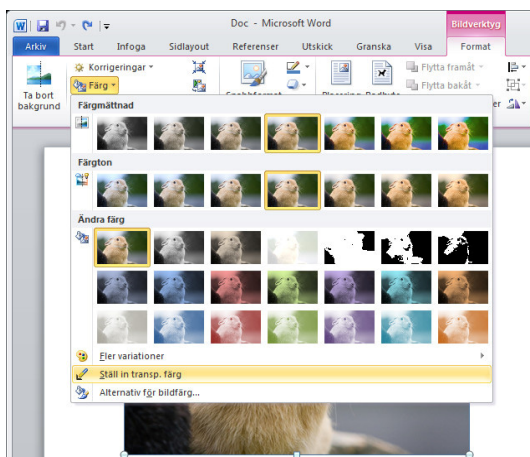 Doc - Microsoft Word
Bildverktyg
Arkiv Start Infoga Sidlayout Referenser Utskick Granska Visa Format
Korrigeringar
Färg
Ta bort
bakgrund
Flytta framåt
Flytta bakåt
Färgmättnad
Färgton
Ändra färg
Fler variationer
Ställ in transp. färg
Alternativ för bildfärg...